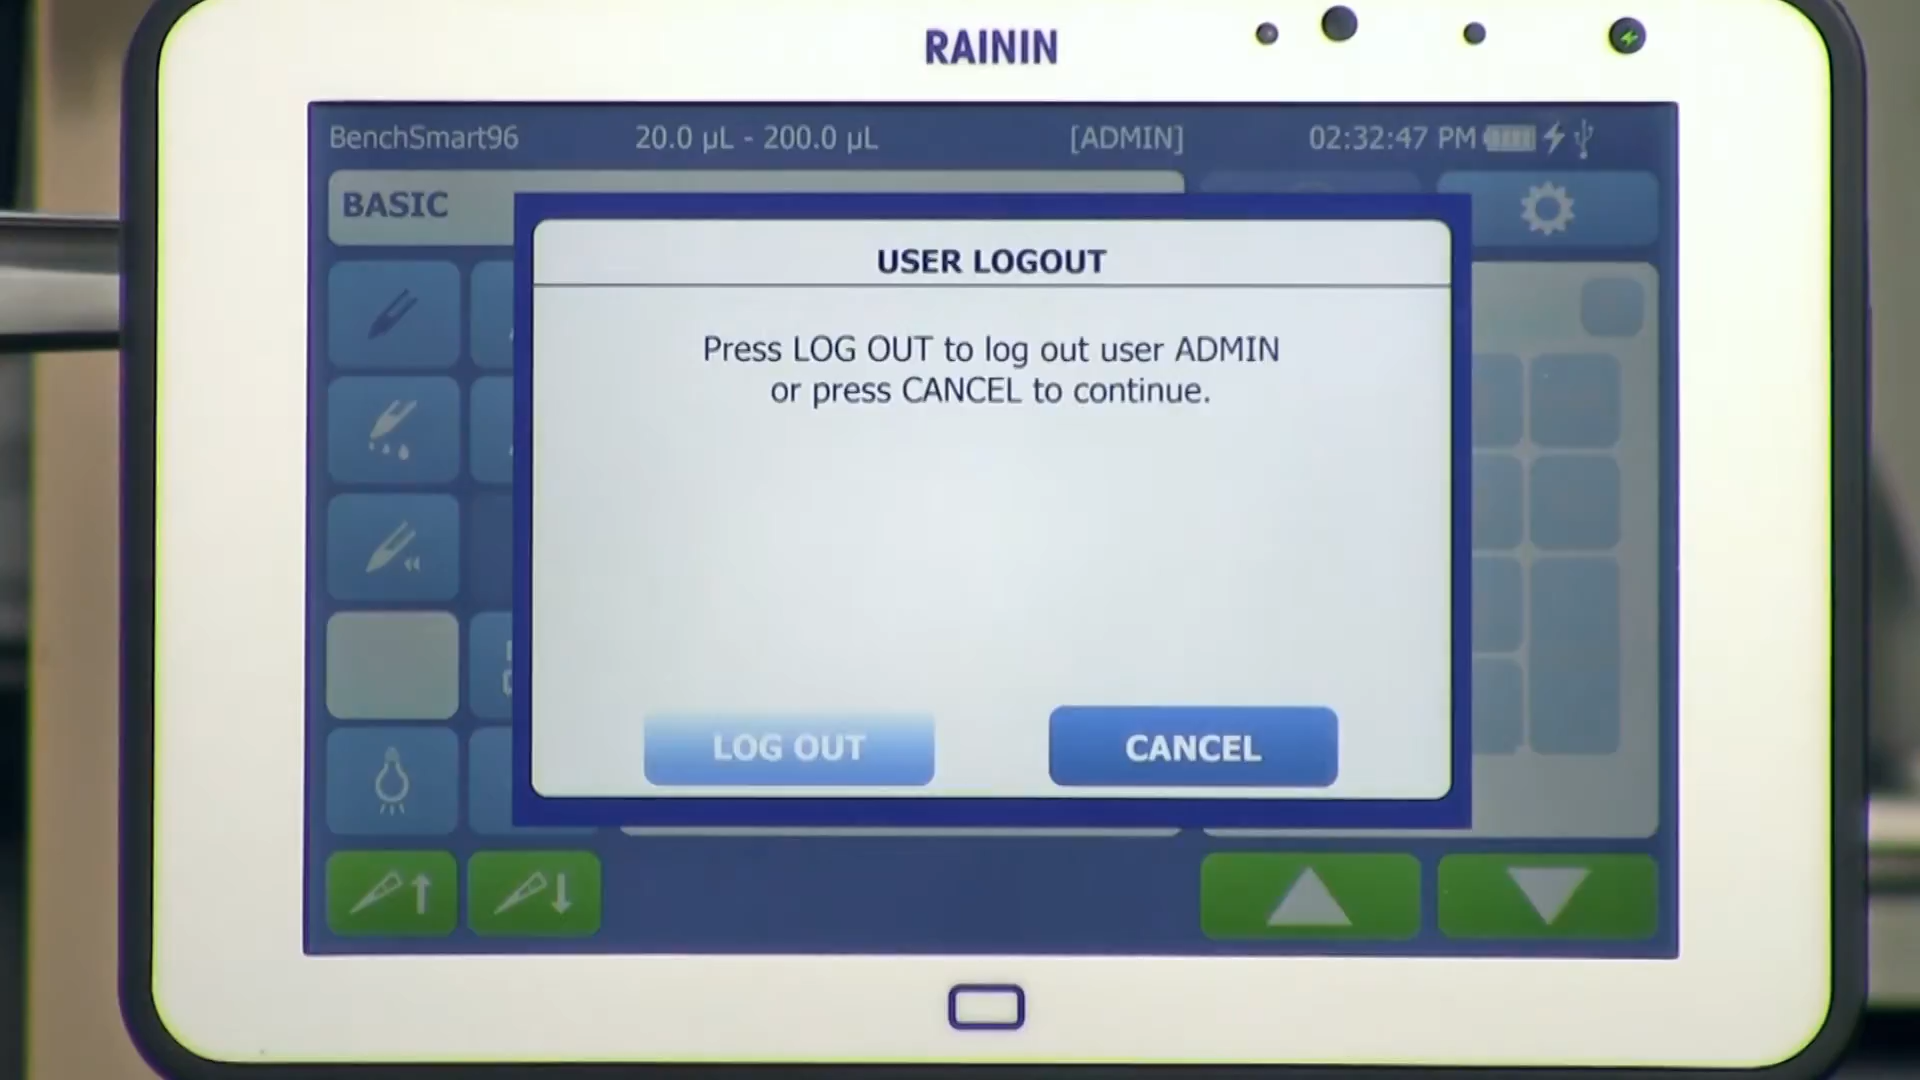 RAININ
BenchSmart96 20.0 µL - 200.0 µL [ADMIN] 02:32:47 PM
BASIC
USER LOGOUT
Press LOG OUT to log out user ADMIN
or press CANCEL to continue.
LOG OUT CANCEL